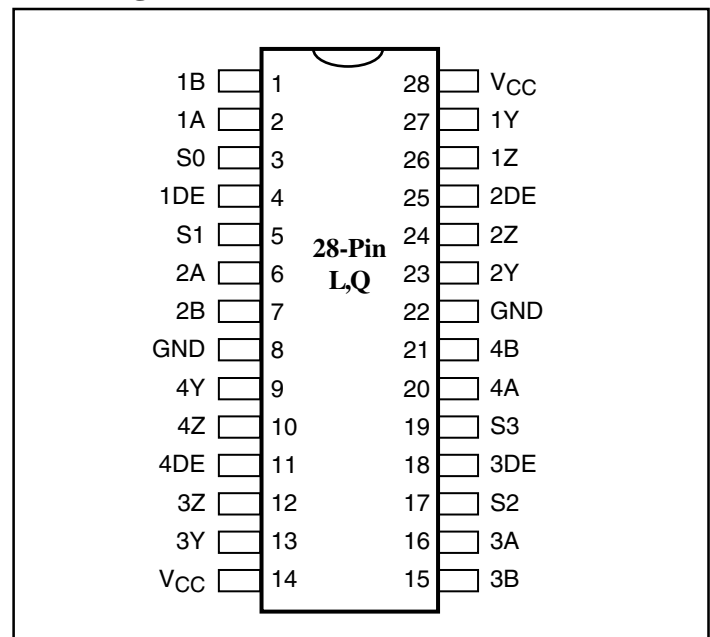 1B 1 28 VCC
1A 2 27 1Y
S0 3 26 1Z
1DE 4 25 2DE
S1 5 24 2Z
28-Pin
L,Q
2A 6 23 2Y
2B 7 22 GND
GND 8 21 4B
4Y 9 20 4A
4Z 10 19 S3
4DE 11 18 3DE
3Z 12 17 S2
3Y 13 16 3A
VCC 14 15 3B